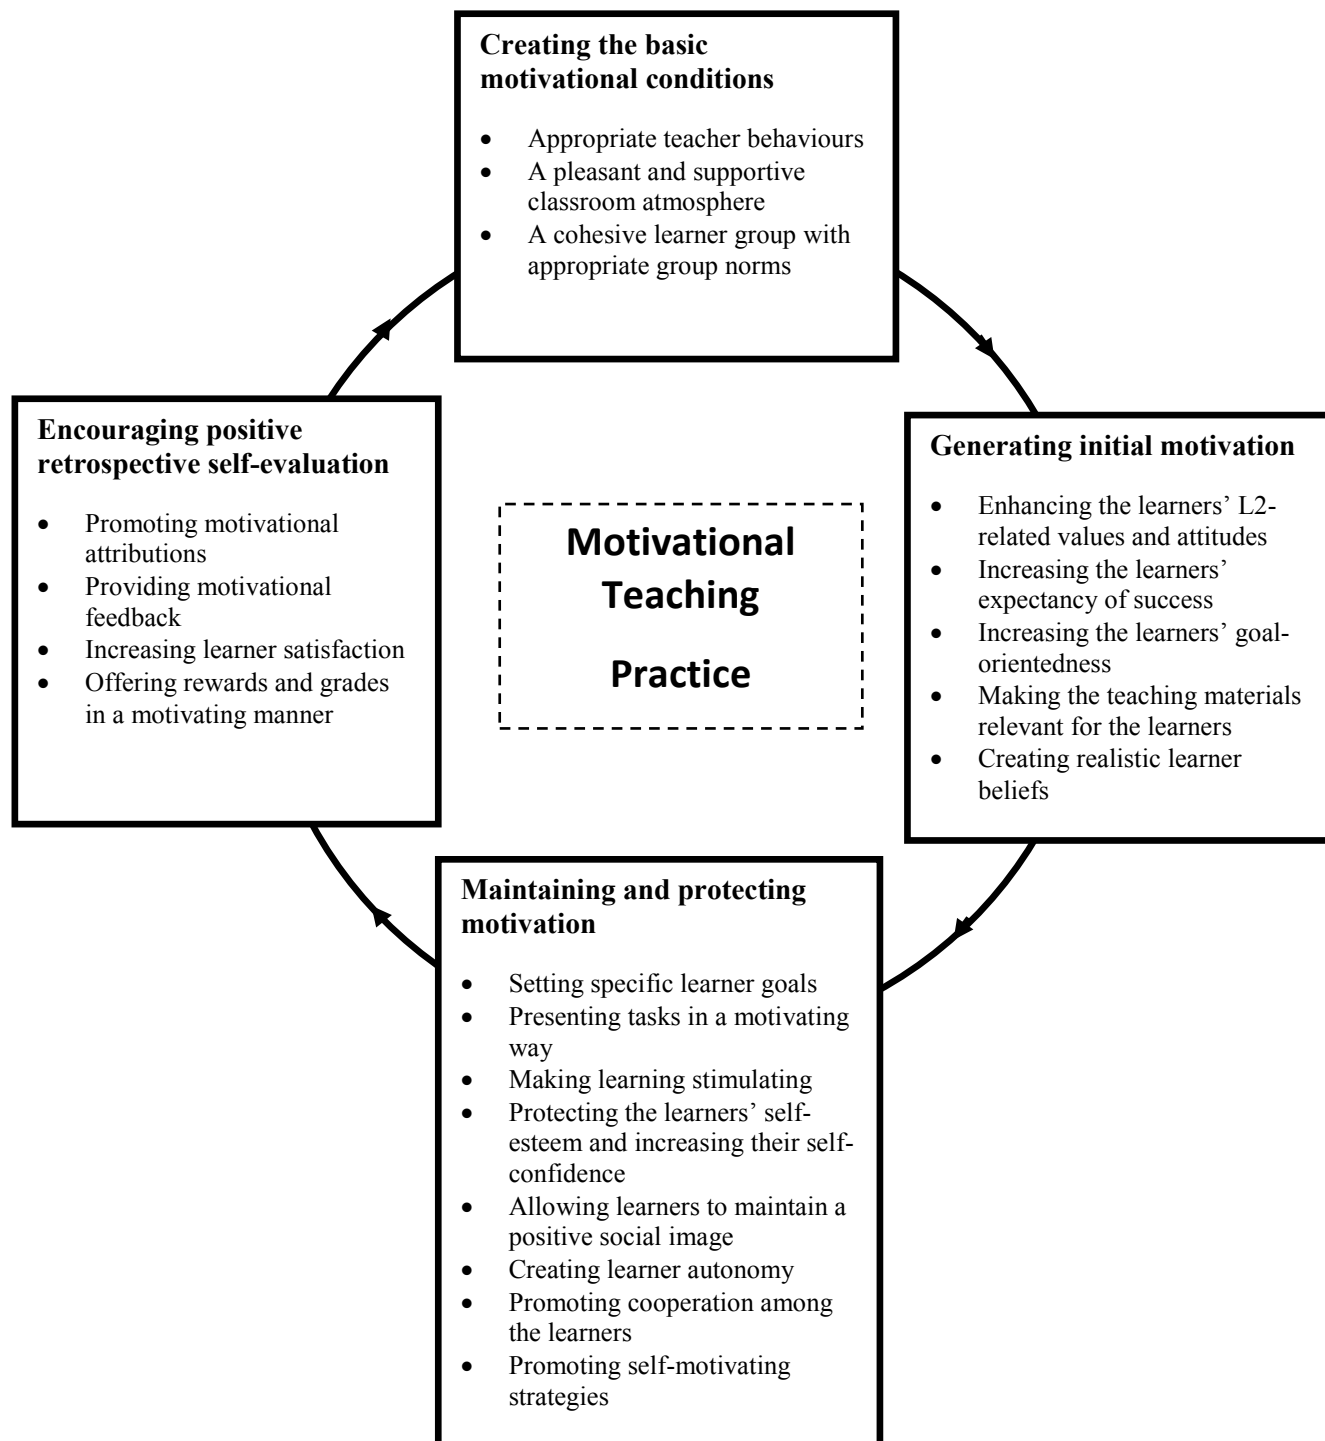 Creating the basic
motivational conditions
• Appropriate teacher behaviours
• A pleasant and supportive
classroom atmosphere
• A cohesive learner group with
appropriate group norms
Generating initial motivation
• Enhancing the learners’ L2-
related values and attitudes
• Increasing the learners’
expectancy of success
• Increasing the learners’ goal-
orientedness
• Making the teaching materials
relevant for the learners
• Creating realistic learner
beliefs
Maintaining and protecting
motivation
• Setting specific learner goals
• Presenting tasks in a motivating
way
• Making learning stimulating
• Protecting the learners’ self-
esteem and increasing their self-
confidence
• Allowing learners to maintain a
positive social image
• Creating learner autonomy
• Promoting cooperation among
the learners
• Promoting self-motivating
strategies
Encouraging positive
retrospective self-evaluation
• Promoting motivational
attributions
• Providing motivational
feedback
• Increasing learner satisfaction
• Offering rewards and grades
in a motivating manner
Motivational
Teaching
Practice